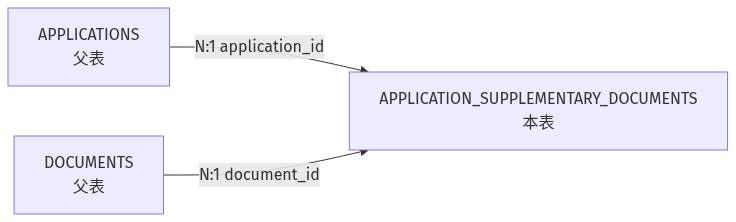 APPLICATIONS
父表
N:1 application_id
APPLICATION_SUPPLEMENTARY_DOCUMENTS
本表
DOCUMENTS
父表
N:1 document_id